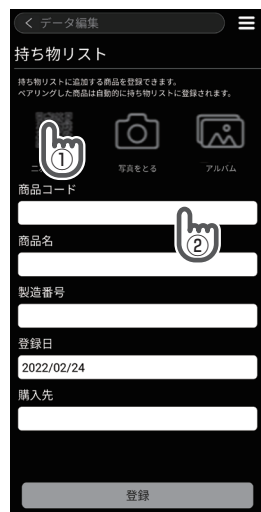 < データ編集
持ち物リスト
持ち物リストに追加する商品を登録できます。
ペアリングした商品は自動的に持ち物リストに登録されます。
①
写真をとる
アルバム
商品コード
②
商品名
製造番号
登録日
2022/02/24
購入先
登録